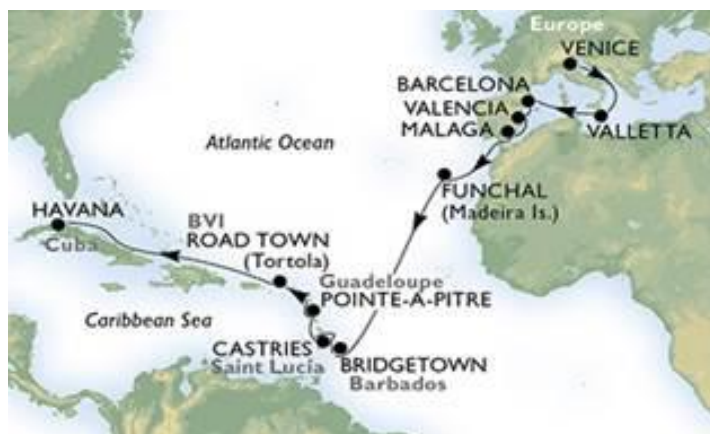 Europe
VENICE
BARCELONA
VALENCIA
MALAGA
VALLETTA
Atlantic Ocean
FUNCHAL
(Madeira Is.)
HAVANA
Cuba
BVI
ROAD TOWN
(Tortola)
Guadeloupe
POINTE-A-PITRE
Caribbean Sea
CASTRIES
*Saint Lucia
BRIDGETOWN
Barbados